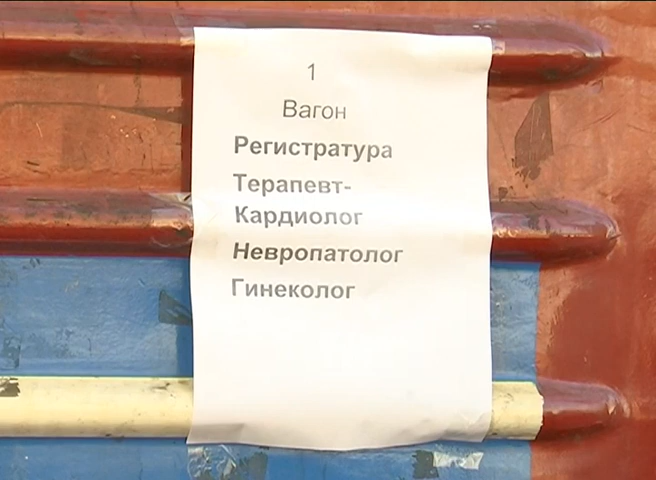 1
Вагон
Регистратура
Терапевт-
Кардиолог
Невропатолог
Гинеколог